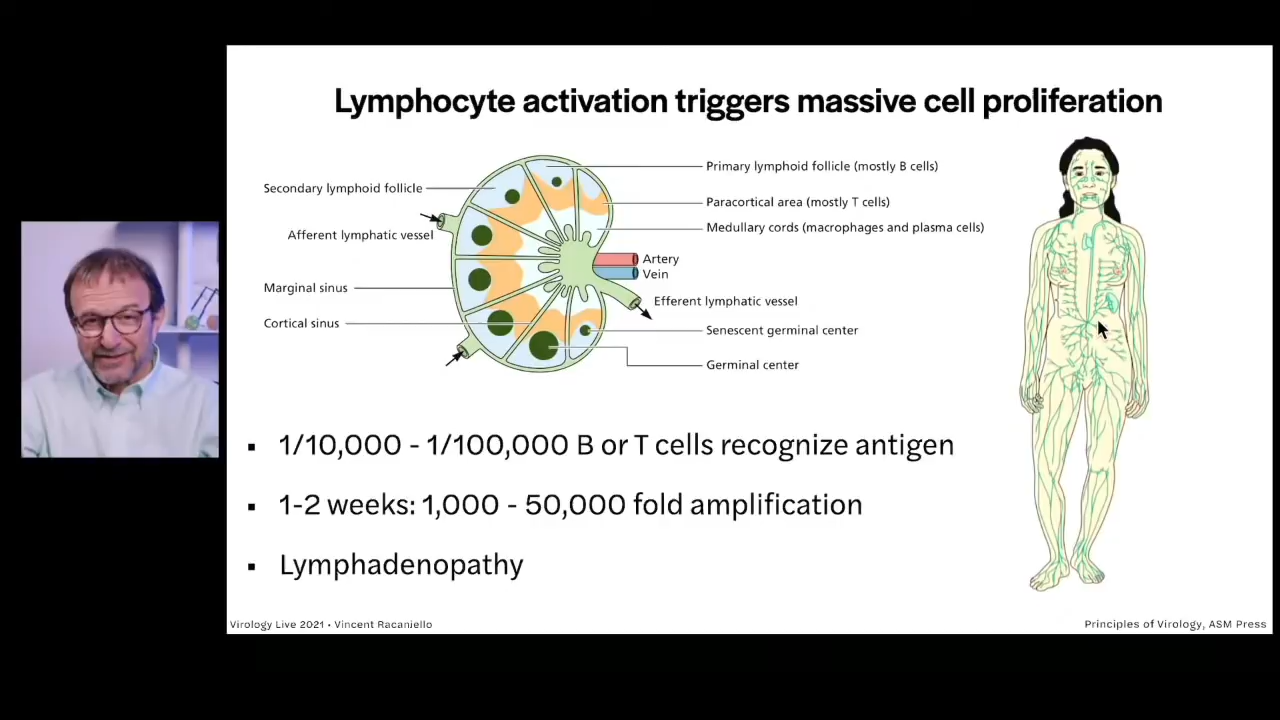 Lymphocyte activation triggers massive cell proliferation
Secondary lymphoid follicle
Afferent lymphatic vessel
Marginal sinus
Cortical sinus
Primary lymphoid follicle (mostly B cells)
Paracortical area (mostly T cells)
Medullary cords (macrophages and plasma cells)
Artery
Vein
Efferent lymphatic vessel
Senescent germinal center
Germinal center
▪ 1/10,000 - 1/100,000 B or T cells recognize antigen
▪ 1-2 weeks: 1,000 - 50,000 fold amplification
▪ Lymphadenopathy
Virology Live 2021 • Vincent Racaniello
Principles of Virology, ASM Press